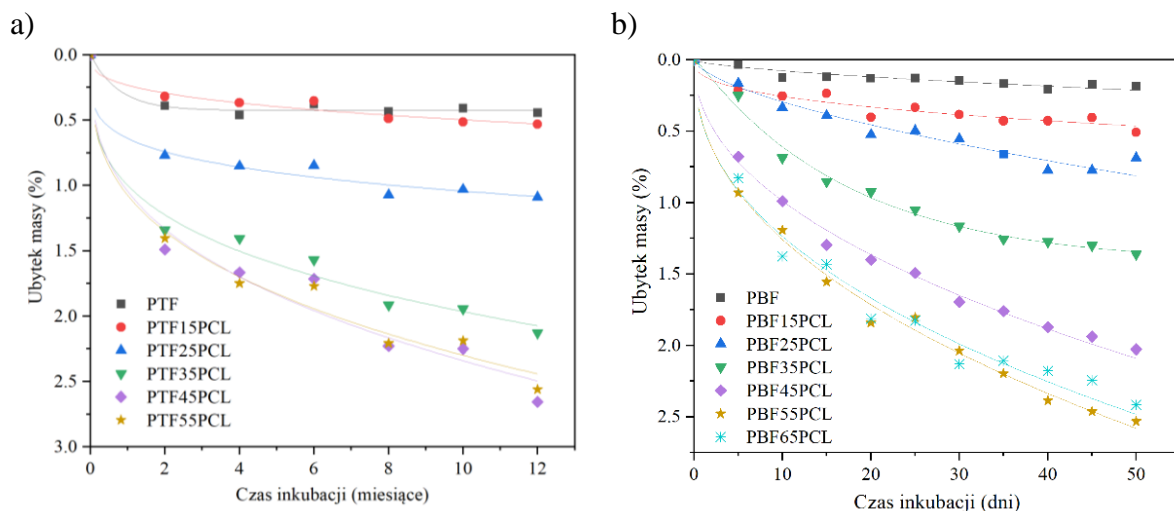 a)
0.0
0.5
1.0
1.5
2.0
2.5
3.0
Ubytek masy (%)
PTF
PTF15PCL
PTF25PCL
PTF35PCL
PTF45PCL
PTF55PCL
0 2 4 6 8 10 12
Czas inkubacji (miesiące)
b)
0.0
0.5
1.0
1.5
2.0
2.5
Ubytek masy (%)
PBF
PBF15PCL
PBF25PCL
PBF35PCL
PBF45PCL
PBF55PCL
PBF65PCL
0 10 20 30 40 50
Czas inkubacji (dni)